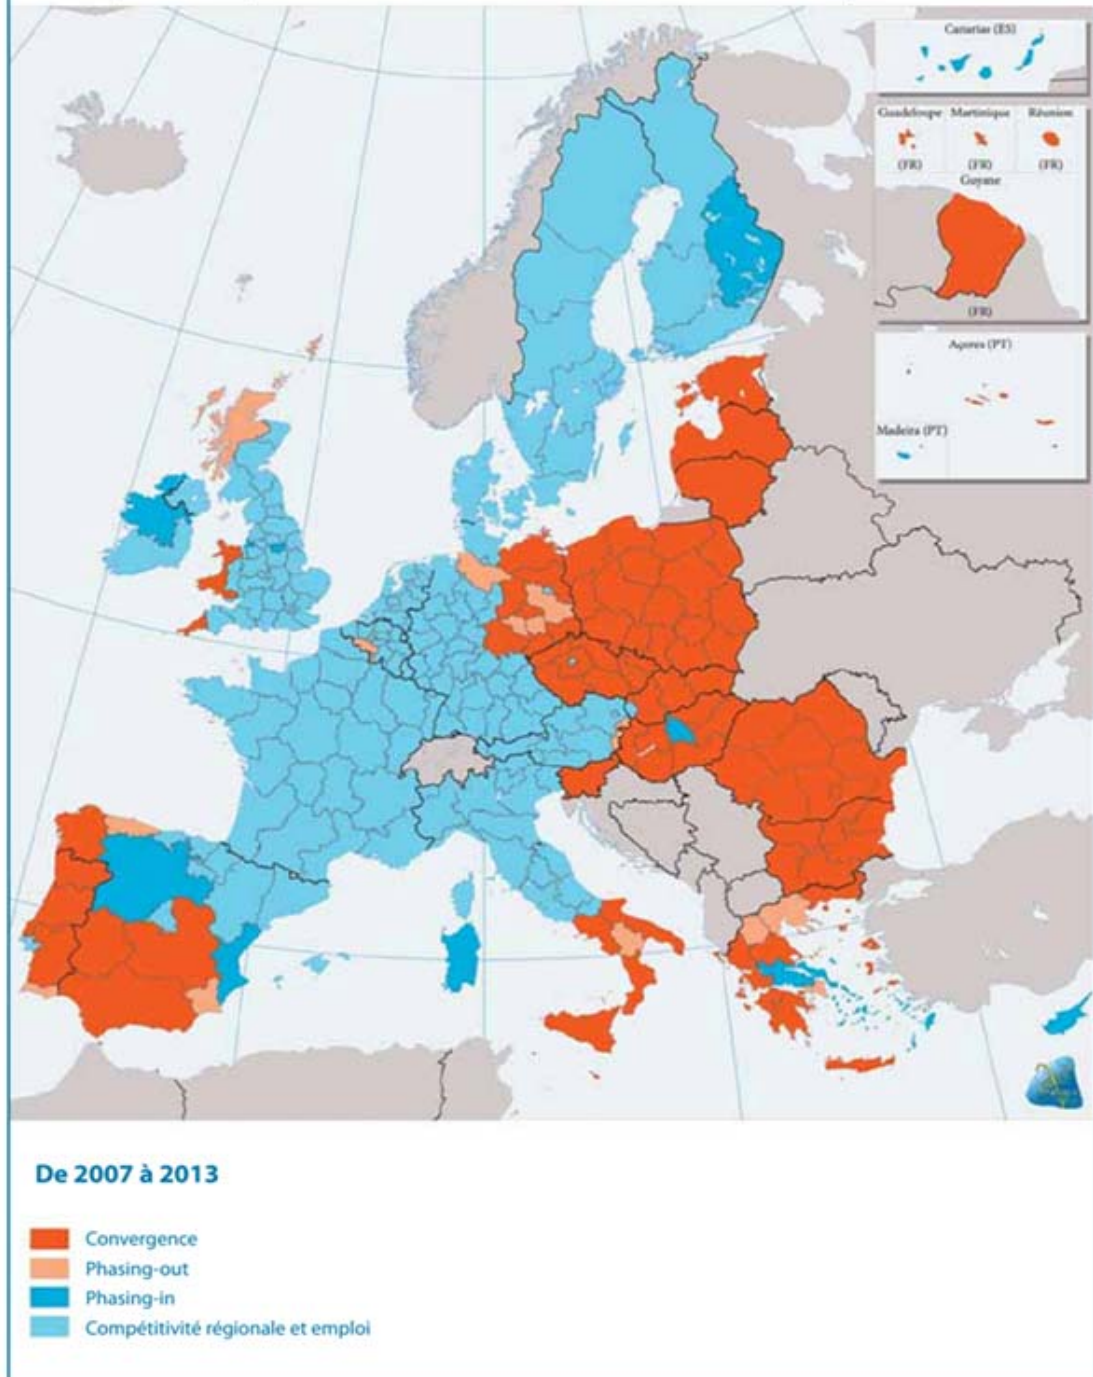 Canarias (ES)
Guadeloupe Martinique Réunion
(FR) (FR) (FR)
Guyane
(FR)
Açores (PT)
Madeira (PT)
De 2007 à 2013
Convergence
Phasing-out
Phasing-in
Compétitivité régionale et emploi